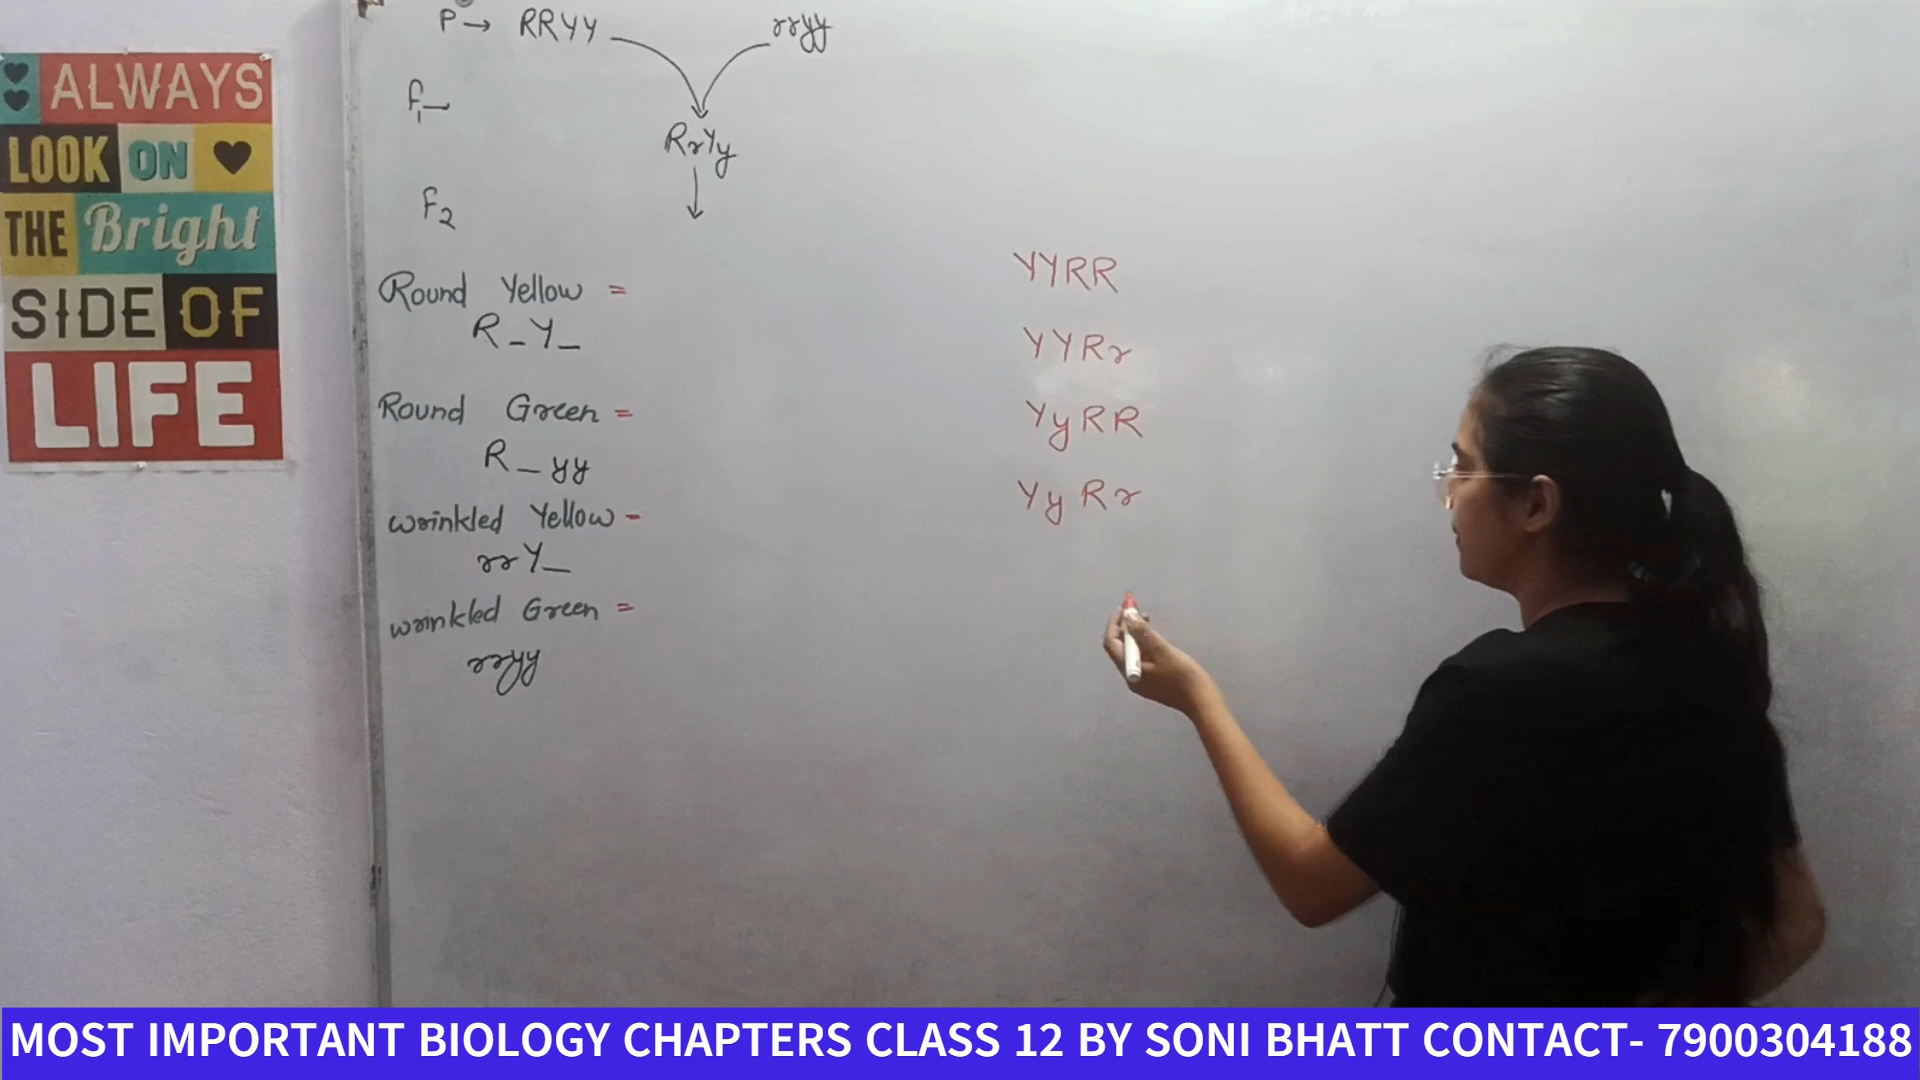 ALWAYS
LOOK ON
THE Bright
SIDE OF
LIFE
P→ RRYY rryy
F1→
RrYy
F2
Round Yellow =
R_Y_
Round Green =
R_yy
wrinkled Yellow =
rrY_
wrinkled Green =
rryy
YYRR
YYRr
YyRR
YyRr
MOST IMPORTANT BIOLOGY CHAPTERS CLASS 12 BY SONI BHATT CONTACT- 7900304188